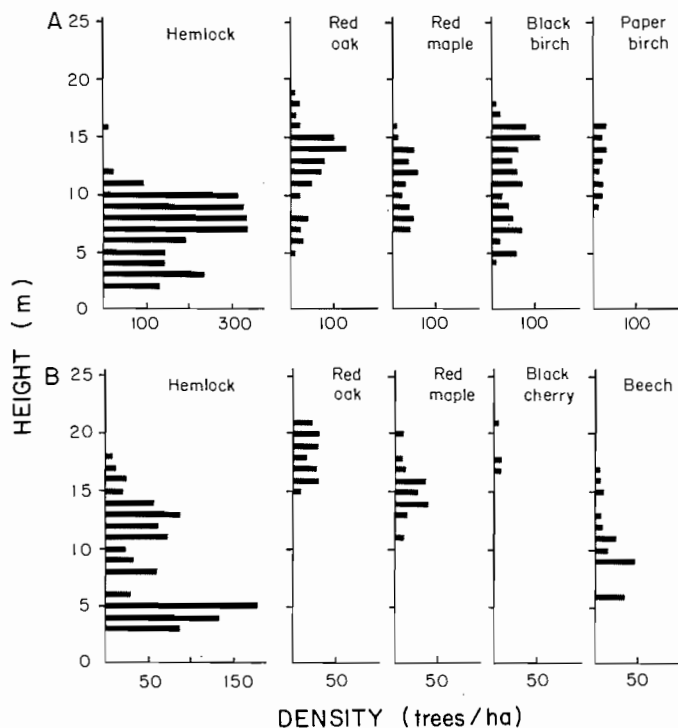 A
Hemlock
Red
oak
Red
maple
Black
birch
Paper
birch
25
20
15
10
5
0
100
300
100
100
100
100
HEIGHT (m)
B
Hemlock
Red
oak
Red
maple
Black
cherry
Beech
25
20
15
10
5
0
50
150
50
50
50
50
DENSITY (trees/ha)